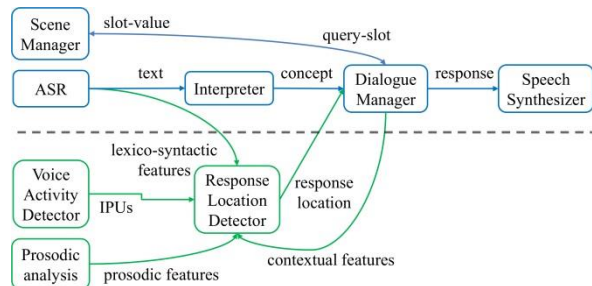 Scene
Manager
slot-value
query-slot
ASR
text
Interpreter
concept
Dialogue
Manager
response
Speech
Synthesizer
lexico-syntactic
features
Voice
Activity
Detector
IPUs
Response
Location
Detector
response
location
Prosodic
analysis
prosodic features
contextual features